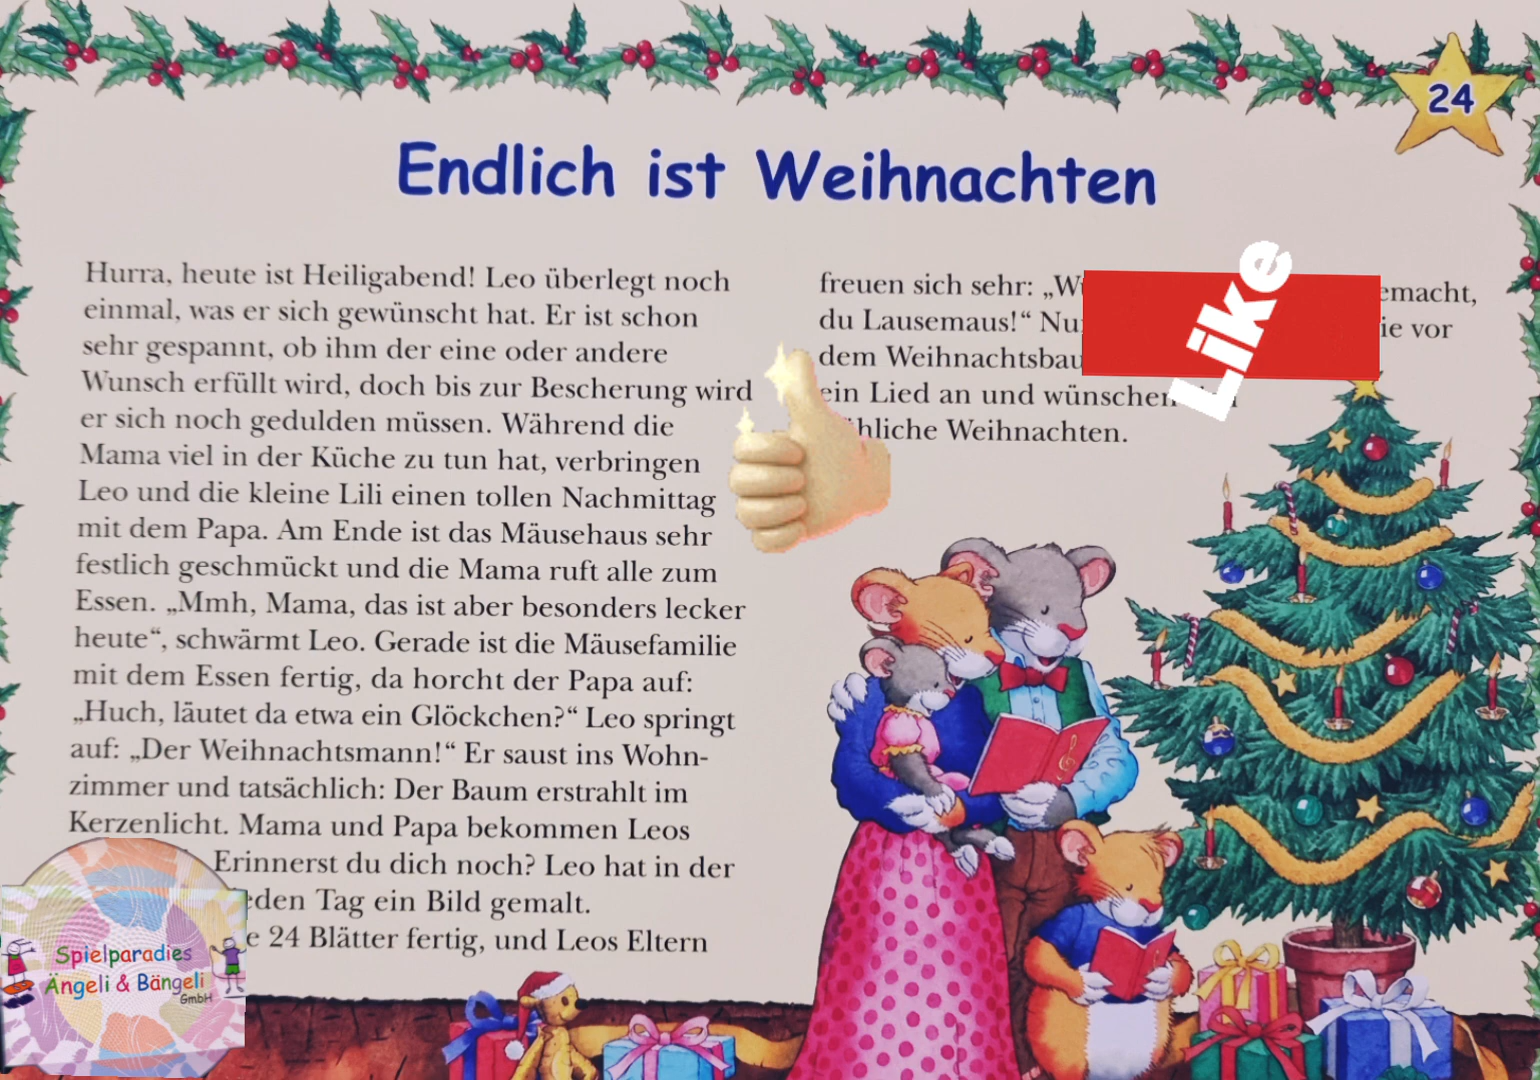 24
Endlich ist Weihnachten
Hurra, heute ist Heiligabend! Leo überlegt noch
einmal, was er sich gewünscht hat. Er ist schon
sehr gespannt, ob ihm der eine oder andere
Wunsch erfüllt wird, doch bis zur Bescherung wird
er sich noch gedulden müssen. Während die
Mama viel in der Küche zu tun hat, verbringen
Leo und die kleine Lili einen tollen Nachmittag
mit dem Papa. Am Ende ist das Mäusehaus sehr
festlich geschmückt und die Mama ruft alle zum
Essen. „Mmh, Mama, das ist aber besonders lecker
heute“, schwärmt Leo. Gerade ist die Mäusefamilie
mit dem Essen fertig, da horcht der Papa auf:
„Huch, läutet da etwa ein Glöckchen?“ Leo springt
auf: „Der Weihnachtsmann!“ Er saust ins Wohn-
zimmer und tatsächlich: Der Baum erstrahlt im
Kerzenlicht. Mama und Papa bekommen Leos
Erinnerst du dich noch? Leo hat in der
Tag ein Bild gemalt.
24 Blätter fertig, und Leos Eltern
freuen sich sehr:
du Lausemaus!“
vor
dem
ein Lied an und wünschen
Weihnachten.
Like
Spielparadies
Ängeli & Bängeli
GmbH